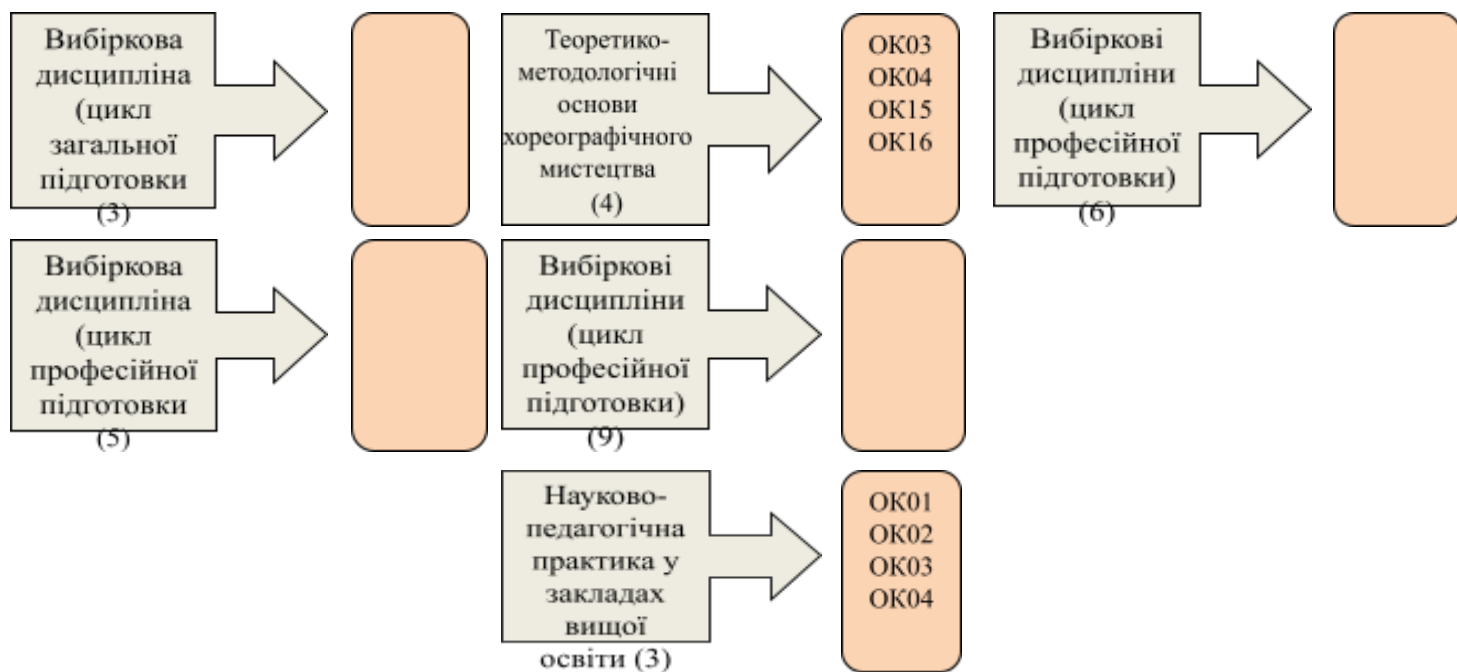 Вибіркова
дисципліна
(цикл
загальної
підготовки
(3)
Теоретико-
методологічні
основи
хореографічного
мистецтва
(4)
ОК03
ОК04
ОК15
ОК16
Вибіркові
дисципліни
(цикл
професійної
підготовки)
(6)
Вибіркова
дисципліна
(цикл
професійної
підготовки
(5)
Вибіркові
дисципліни
(цикл
професійної
підготовки)
(9)
Науково-
педагогічна
практика у
закладах
вищої
освіти (3)
ОК01
ОК02
ОК03
ОК04